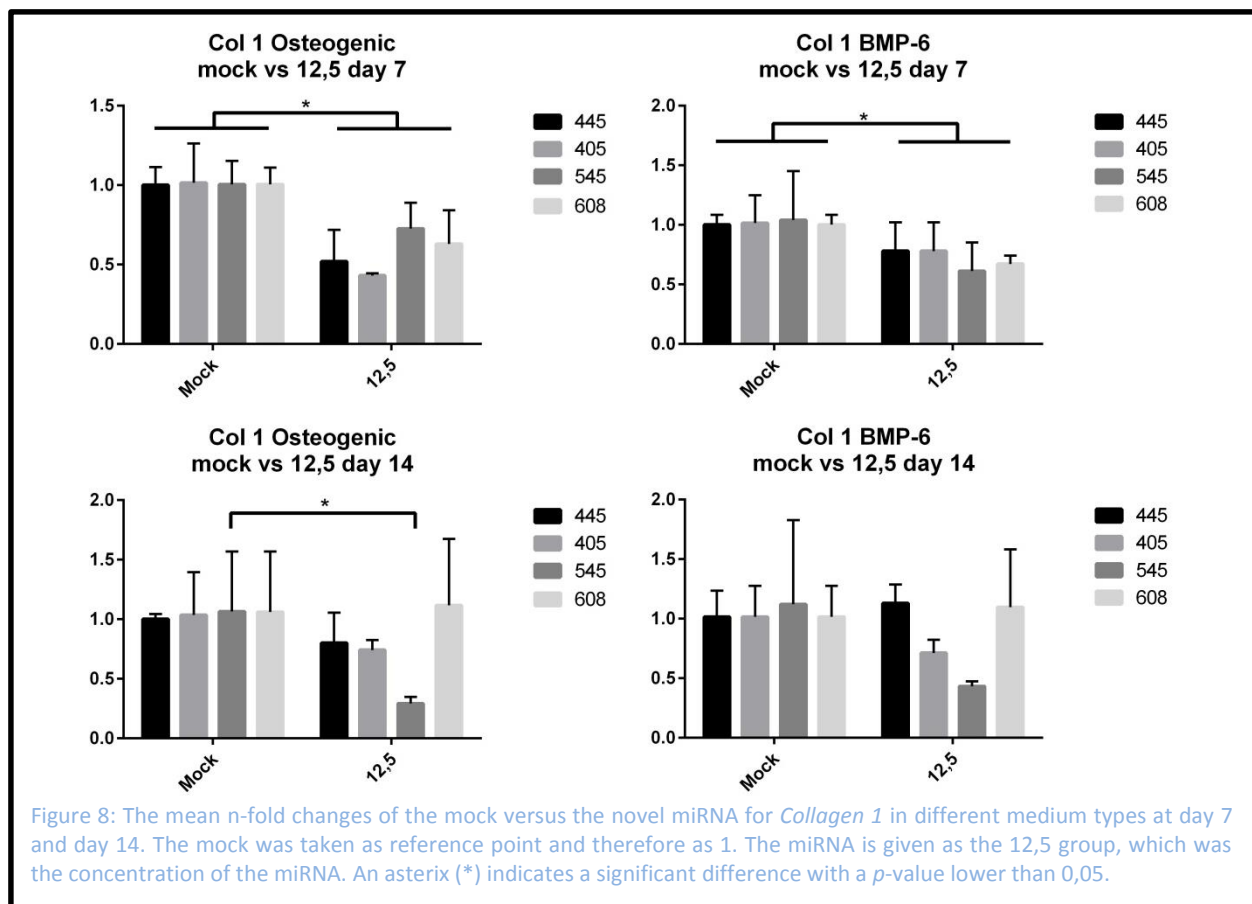 Col 1 Osteogenic
mock vs 12,5 day 7
*
1.5
1.0
0.5
0.0
Mock
12,5
445
405
545
608
Col 1 BMP-6
mock vs 12,5 day 7
*
2.0
1.5
1.0
0.5
0.0
Mock
12,5
445
405
545
608
Col 1 Osteogenic
mock vs 12,5 day 14
*
2.0
1.5
1.0
0.5
0.0
Mock
12,5
445
405
545
608
Col 1 BMP-6
mock vs 12,5 day 14
2.0
1.5
1.0
0.5
0.0
Mock
12,5
445
405
545
608
Figure 8: The mean n-fold changes of the mock versus the novel miRNA for Collagen 1 in different medium types at day 7
and day 14. The mock was taken as reference point and therefore as 1. The miRNA is given as the 12,5 group, which was
the concentration of the miRNA. An asterix (*) indicates a significant difference with a p-value lower than 0,05.